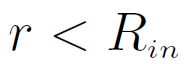 r < R_{in}